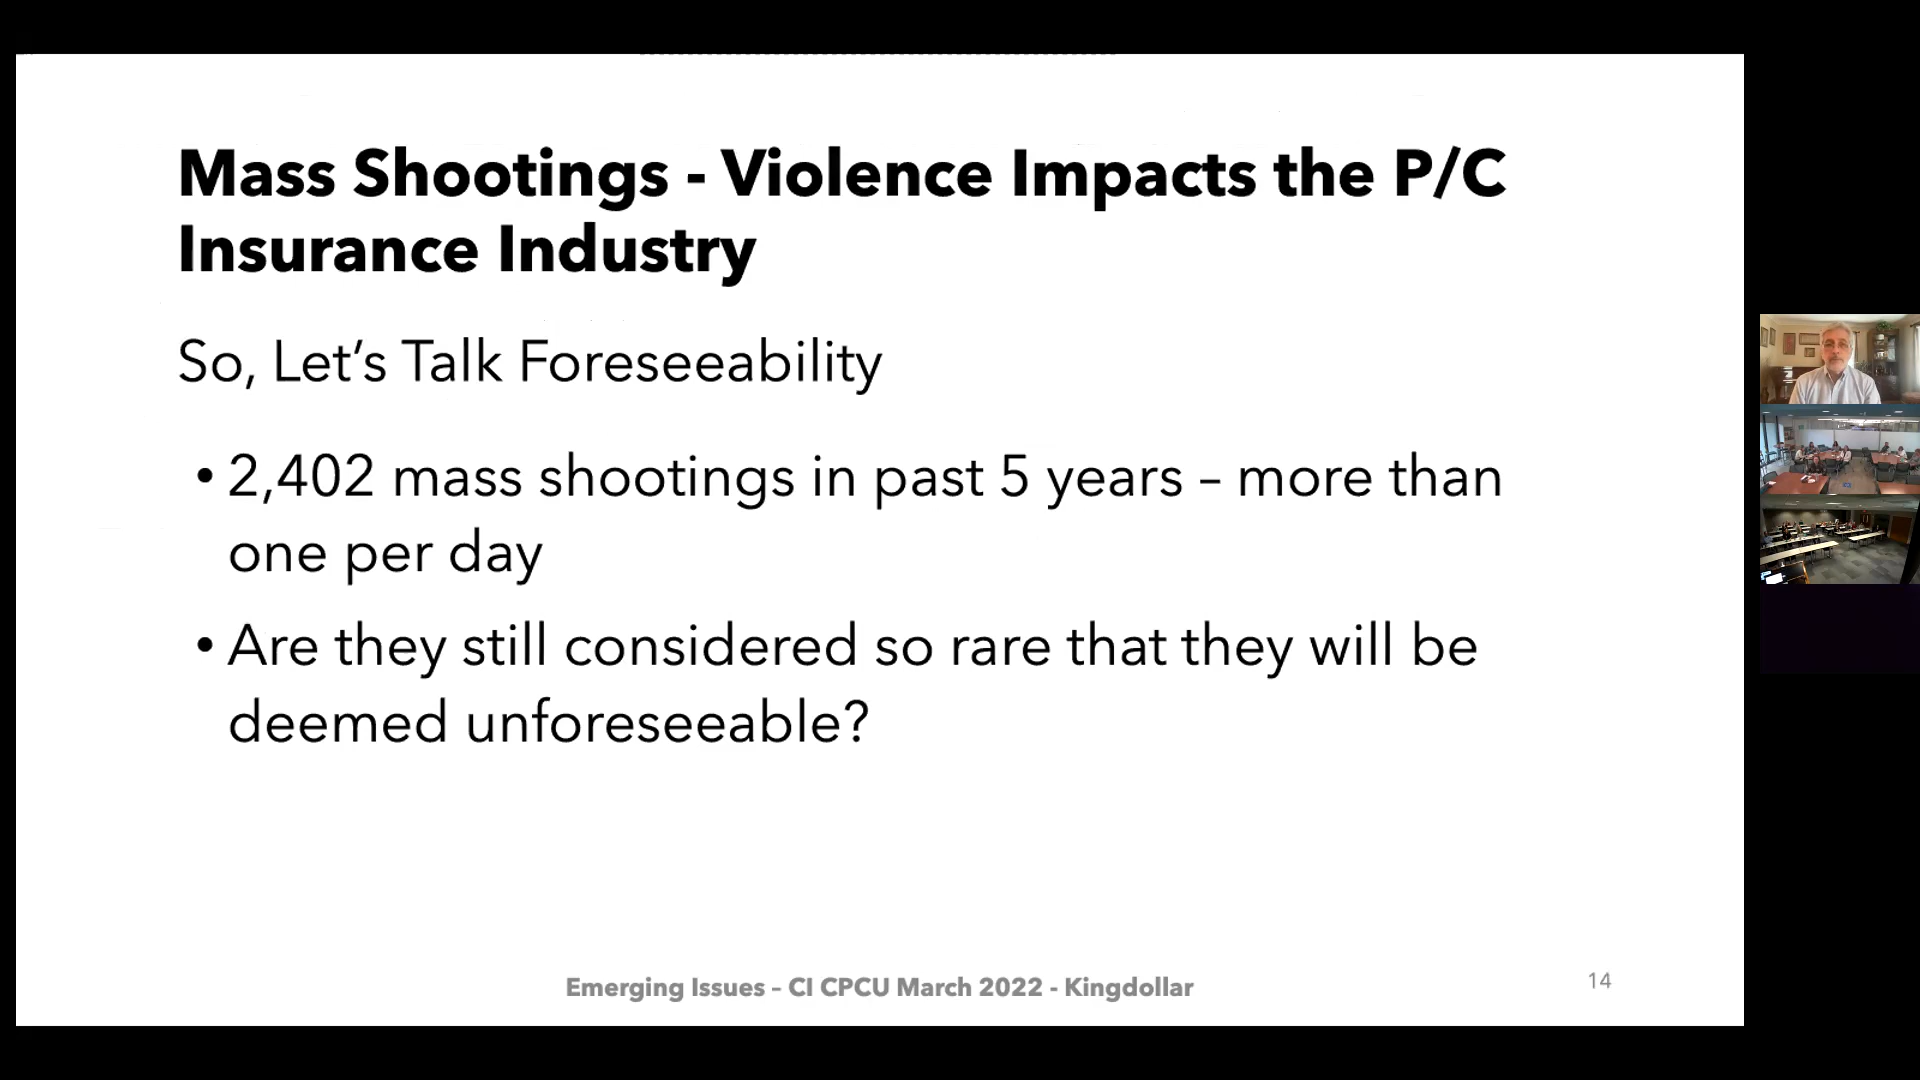 Mass Shootings - Violence Impacts the P/C
Insurance Industry
So, Let’s Talk Foreseeability
• 2,402 mass shootings in past 5 years – more than
one per day
• Are they still considered so rare that they will be
deemed unforeseeable?
Emerging Issues – CI CPCU March 2022 - Kingdollar
14